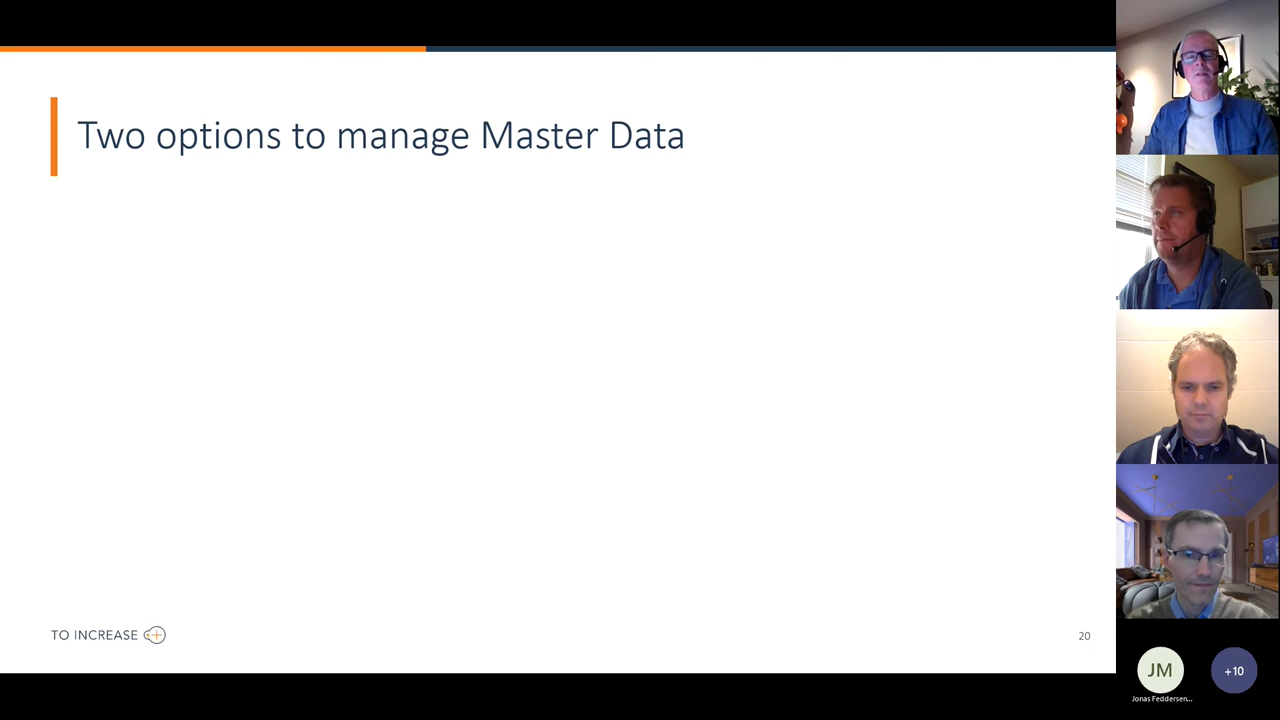 Two options to manage Master Data
TO INCREASE
20
JM
+10
Jonas Feddersen...